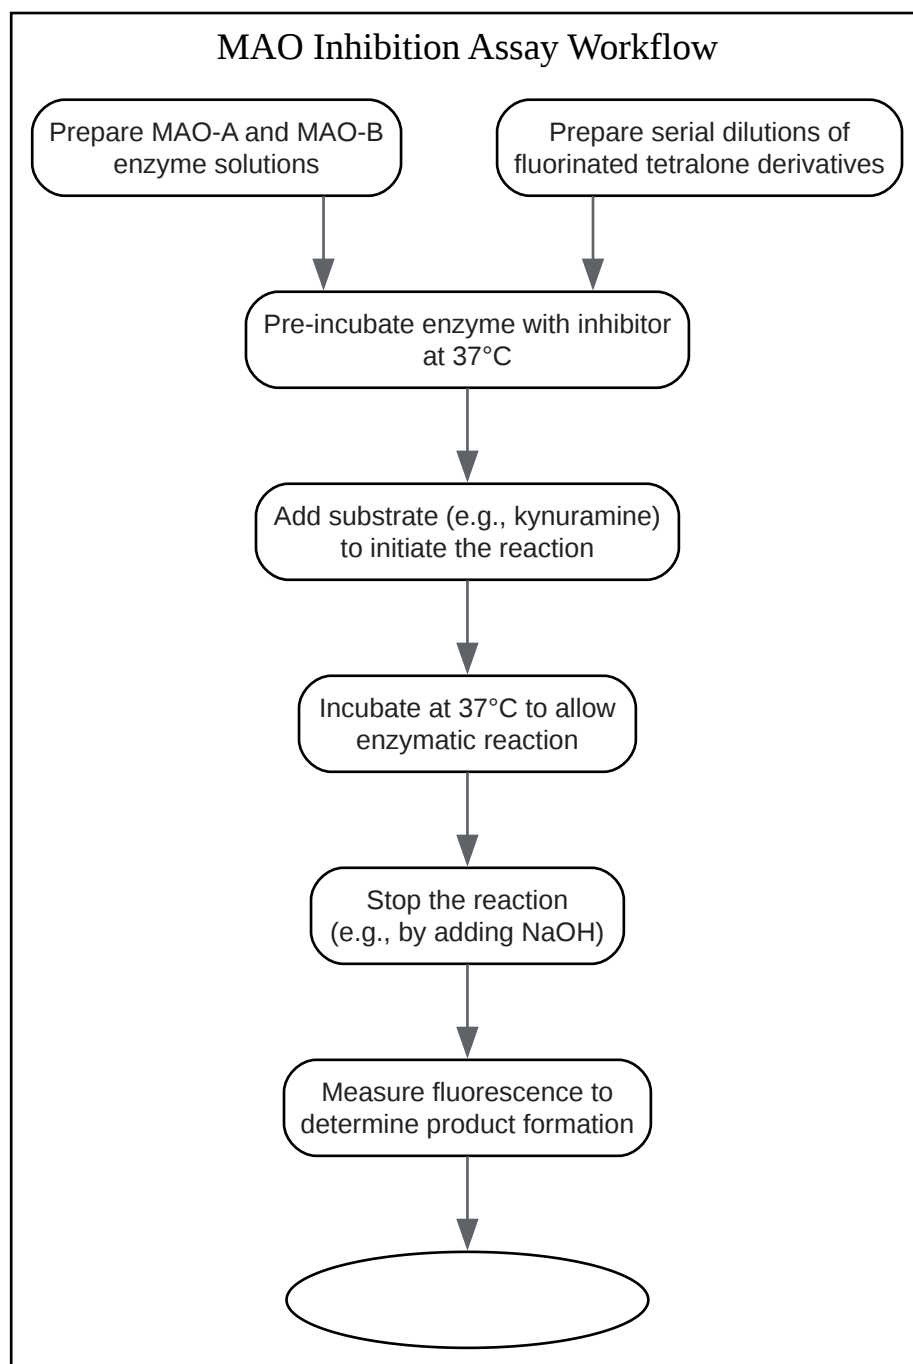 MAO Inhibition Assay Workflow
Prepare MAO-A and MAO-B
enzyme solutions
Prepare serial dilutions of
fluorinated tetralone derivatives
Pre-incubate enzyme with inhibitor
at 37°C
Add substrate (e.g., kynuramine)
to initiate the reaction
Incubate at 37°C to allow
enzymatic reaction
Stop the reaction
(e.g., by adding NaOH)
Measure fluorescence to
determine product formation